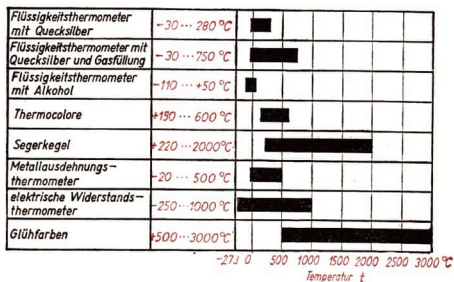 Flüssigkeitsthermometer
mit Quecksilber
−30 ··· 280 °C
Flüssigkeitsthermometer mit
Quecksilber und Gasfüllung
−30 ··· 750 °C
Flüssigkeitsthermometer
mit Alkohol
−110 ··· +50 °C
Thermocolore
+150 ··· 600 °C
Segerkegel
+220 ··· 2000 °C
Metallausdehnungs-
thermometer
−20 ··· 500 °C
elektrische Widerstands-
thermometer
−250 ··· 1000 °C
Glühfarben
+500 ··· 3000 °C
−273 0 500 1000 1500 2000 2500 3000 °C
Temperatur t